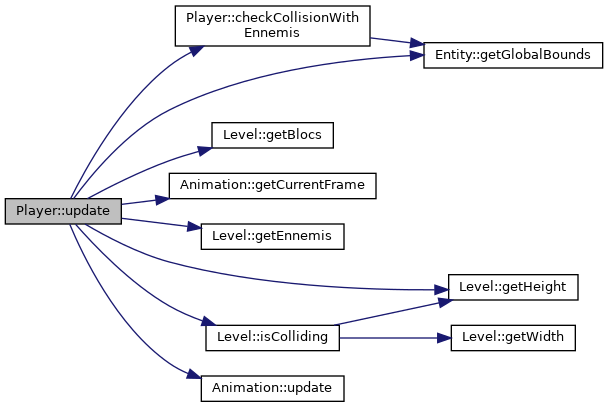 Player::checkCollisionWith
Ennemis
Entity::getGlobalBounds
Level::getBlocs
Animation::getCurrentFrame
Player::update
Level::getEnnemis
Level::getHeight
Level::isColliding
Level::getWidth
Animation::update